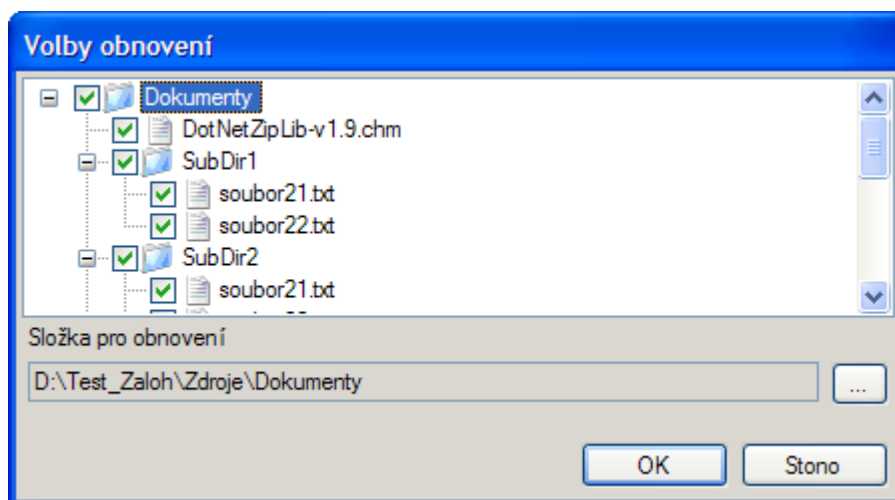 Volby obnovení
Dokumenty
DotNetZipLib-v1.9.chm
SubDir1
soubor21.txt
soubor22.txt
SubDir2
soubor21.txt
Složka pro obnovení
D:\Test_Zaloh\Zdroje\Dokumenty
...
OK
Stono